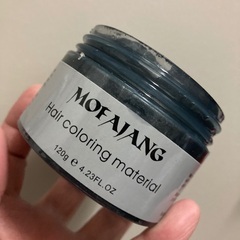 MOFAJANG
Hair coloring material
120g e 4.23FL.OZ